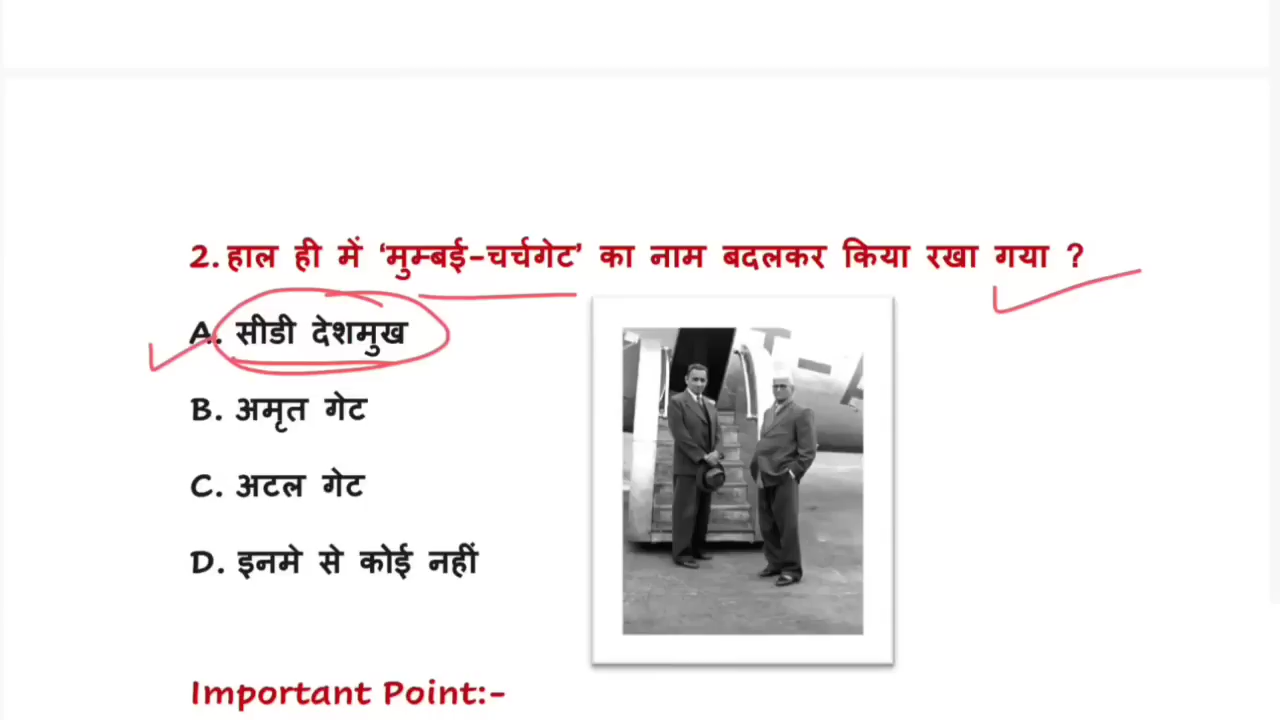 2. हाल ही में ‘मुम्बई-चर्चगेट’ का नाम बदलकर किया रखा गया ?
A. सीडी देशमुख
B. अमृत गेट
C. अटल गेट
D. इनमे से कोई नहीं
Important Point:-